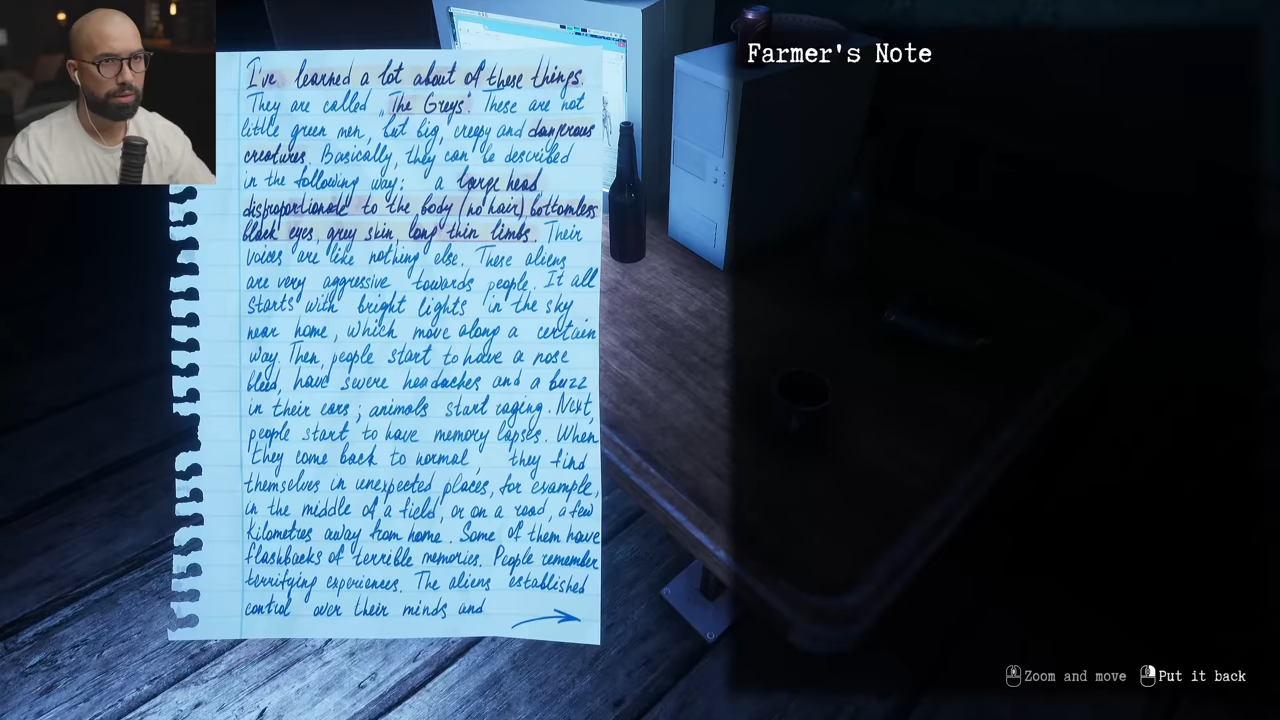 Farmer's Note
I've learned a lot about of these things.
They are called „The Greys". These are not
little green men, but big, creepy and dangerous
creatures. Basically, they can be described
in the following way: a large head
disproportionate to the body (no hair) bottomless
black eyes, grey skin, long thin limbs. Their
voices are like nothing else. These aliens
are very aggressive towards people. It all
starts with bright lights in the sky
near home, which move along a certain
way. Then, people start to have a nose
bleed, have severe headaches and a buzz
in their ears; animals start raging. Next,
people start to have memory lapses. When
they come back to normal, they find
themselves in unexpected places, for example,
in the middle of a field, or on a road, a few
kilometres away from home. Some of them have
flashbacks of terrible memories. People remember
terrifying experiences. The aliens established
control over their minds and
Zoom and move Put it back